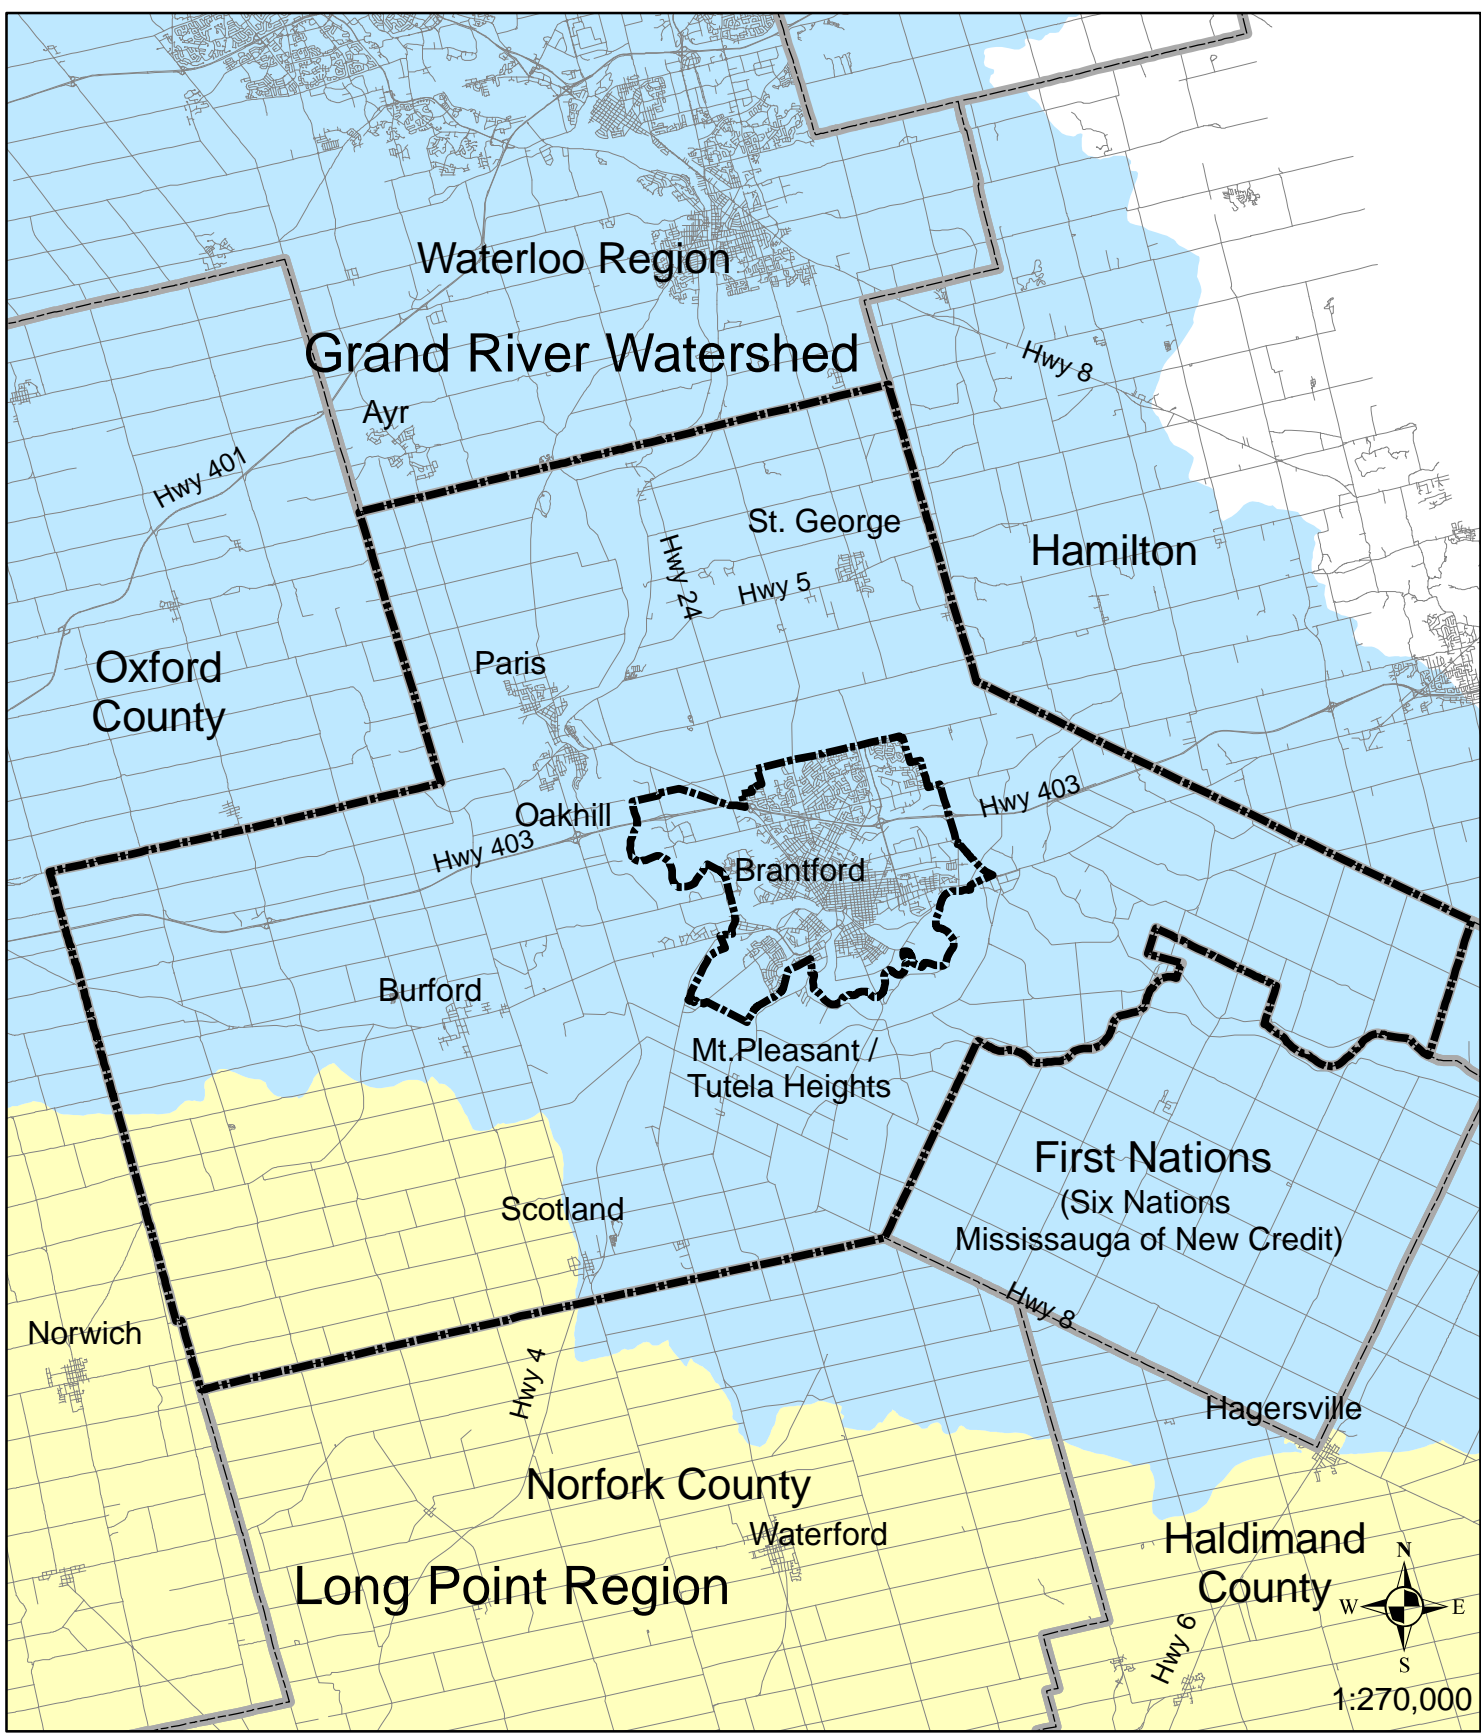 Waterloo Region
Grand River Watershed
Hwy 8
Ayr
Hwy 401
St. George
Hwy 24
Hwy 5
Hamilton
Oxford
County
Paris
Oakhill
Hwy 403
Hwy 403
Brantford
Burford
Mt.Pleasant /
Tutela Heights
First Nations
(Six Nations
Mississauga of New Credit)
Scotland
Hwy 8
Norwich
Hwy 4
Hagersville
Norfork County
Waterford
Long Point Region
Haldimand
County
Hwy 6
N
W
E
S
1:270,000